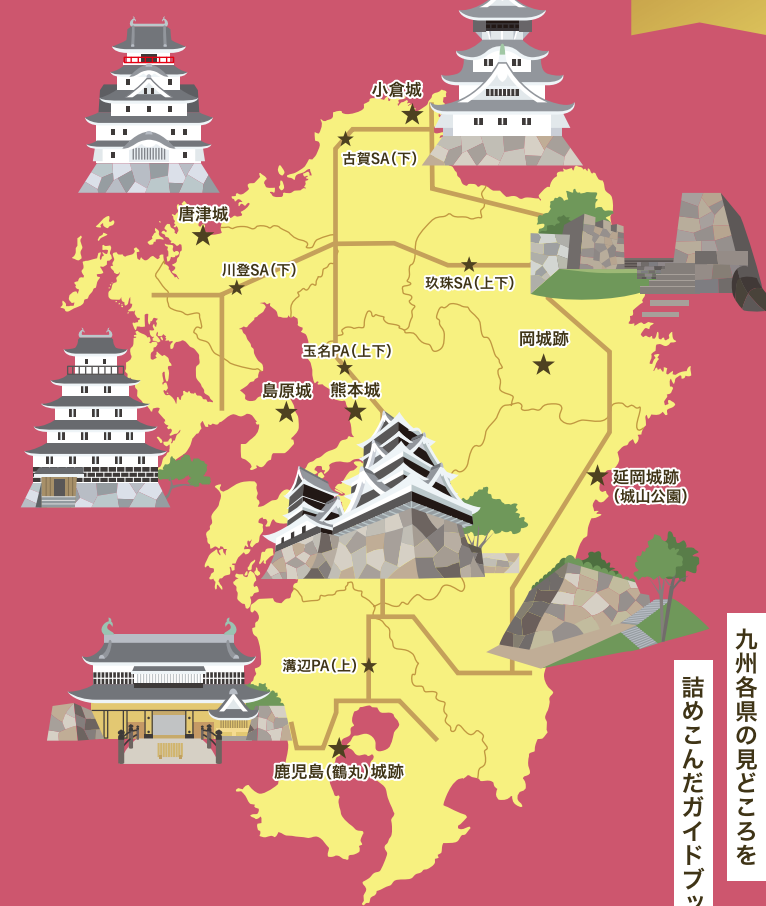 小倉城
古賀SA(下)
唐津城
川登SA(下)
玖珠SA(上下)
岡城跡
玉名PA(上下)
島原城
熊本城
延岡城跡
(城山公園)
溝辺PA(上)
鹿児島(鶴丸)城跡
九州各県の見どころを
詰めこんだガイドブッ